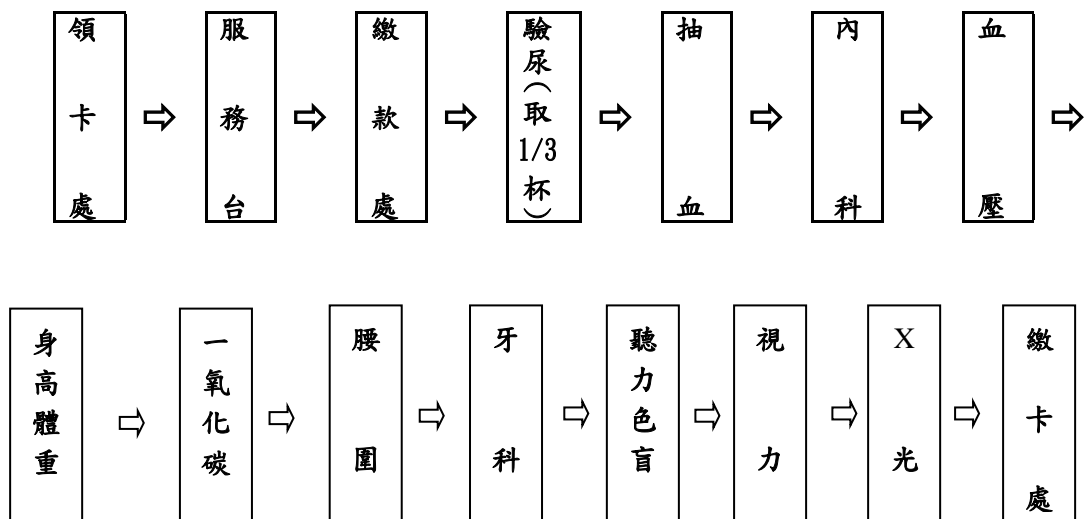 領卡處
服務台
繳款處
驗尿(取1/3杯)
抽血
內科
血壓
身高體重
一氧化碳
腰圍
牙科
聽力色盲
視力
X光
繳卡處